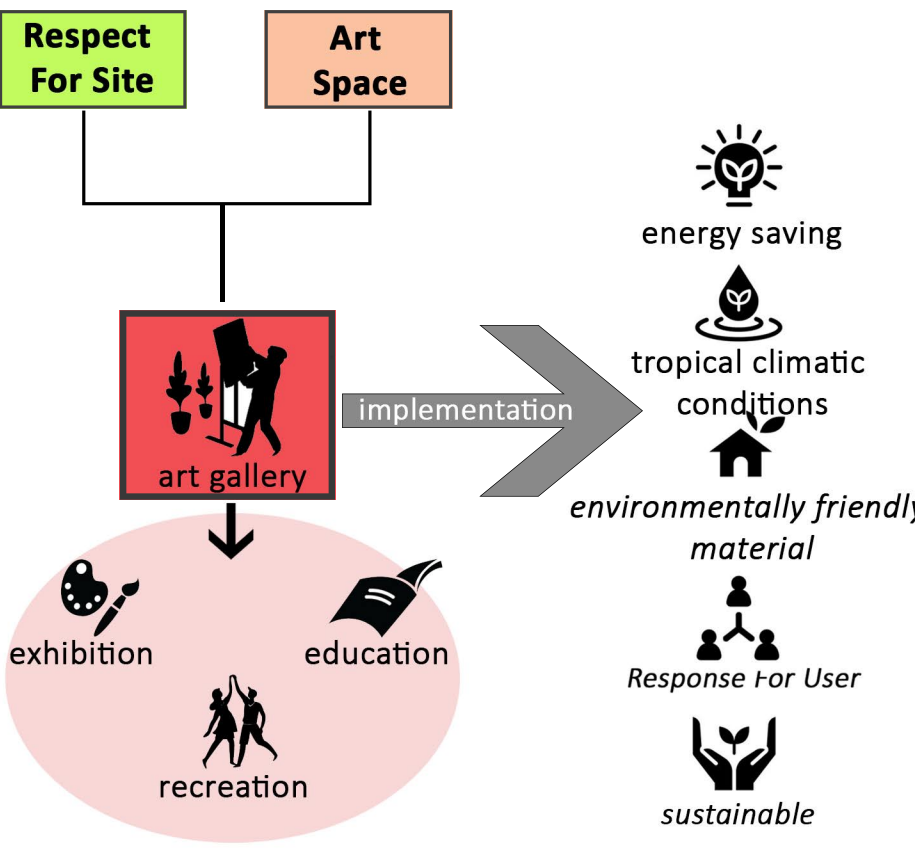 Respect
For Site
Art
Space
art gallery
implementation
exhibition
education
recreation
energy saving
tropical climatic
conditions
environmentally friendly
material
Response For User
sustainable